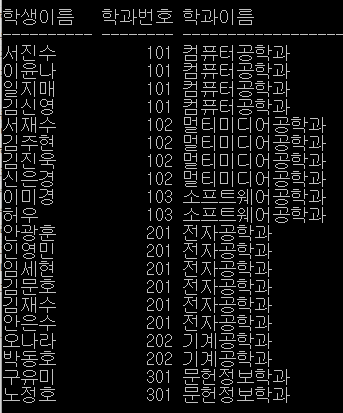 학생이름 학과번호 학과이름
---------- -------- --------------------
서진수 101 컴퓨터공학과
이윤나 101 컴퓨터공학과
일지매 101 컴퓨터공학과
김신영 101 컴퓨터공학과
서재수 102 멀티미디어공학과
김주현 102 멀티미디어공학과
김진욱 102 멀티미디어공학과
신은경 102 멀티미디어공학과
이미경 103 소프트웨어공학과
허우 103 소프트웨어공학과
안광훈 201 전자공학과
인영민 201 전자공학과
김세현 201 전자공학과
김문호 201 전자공학과
김재수 201 전자공학과
안은수 201 전자공학과
오나라 202 기계공학과
박동호 202 기계공학과
구유미 301 문헌정보학과
노정호 301 문헌정보학과